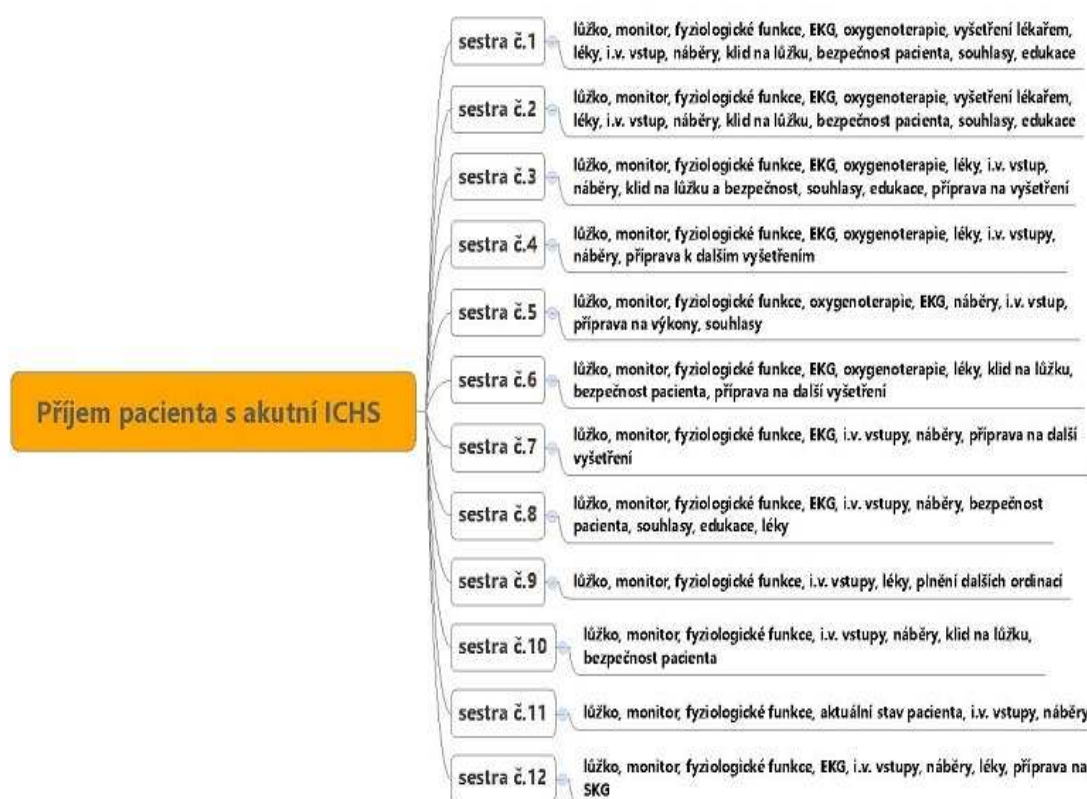 sestra č.1
lůžko, monitor, fyziologické funkce, EKG, oxygenoterapie, vyšetření lékařem,
léky, i.v. vstup, náběry, klid na lůžku, bezpečnost pacienta, souhlasy, edukace
sestra č.2
lůžko, monitor, fyziologické funkce, EKG, oxygenoterapie, vyšetření lékařem,
léky, i.v. vstup, náběry, klid na lůžku, bezpečnost pacienta, souhlasy, edukace
sestra č.3
lůžko, monitor, fyziologické funkce, EKG, oxygenoterapie, léky, i.v. vstup,
náběry, klid na lůžku a bezpečnost, souhlasy, edukace, příprava na vyšetření
sestra č.4
lůžko, monitor, fyziologické funkce, EKG, oxygenoterapie, léky, i.v. vstupy,
náběry, příprava k dalším vyšetřením
sestra č.5
lůžko, monitor, fyziologické funkce, oxygenoterapie, EKG, náběry, i.v. vstup,
příprava na výkony, souhlasy
Příjem pacienta s akutní ICHS
sestra č.6
lůžko, monitor, fyziologické funkce, EKG, oxygenoterapie, léky, klid na lůžku,
bezpečnost pacienta, příprava na další vyšetření
sestra č.7
lůžko, monitor, fyziologické funkce, EKG, i.v. vstupy, náběry, příprava na další
vyšetření
sestra č.8
lůžko, monitor, fyziologické funkce, EKG, i.v. vstupy, náběry, bezpečnost
pacienta, souhlasy, edukace, léky
sestra č.9
lůžko, monitor, fyziologické funkce, i.v. vstupy, léky, plnění dalších ordinací
sestra č.10
lůžko, monitor, fyziologické funkce, i.v. vstupy, náběry, klid na lůžku,
bezpečnost pacienta
sestra č.11
lůžko, monitor, fyziologické funkce, aktuální stav pacienta, i.v. vstupy, náběry
sestra č.12
lůžko, monitor, fyziologické funkce, EKG, i.v. vstupy, náběry, léky, příprava na
SKG